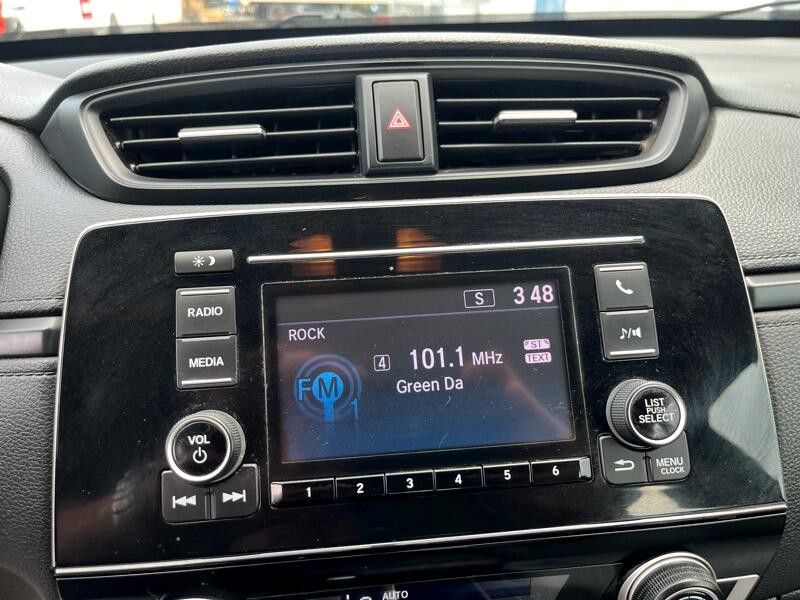 S 3 48
RADIO
ROCK
MEDIA
4 101.1 MHz
ST
TEXT
FM 1
Green Da
VOL
LIST
PUSH
SELECT
MENU
CLOCK
1 2 3 4 5 6
AUTO